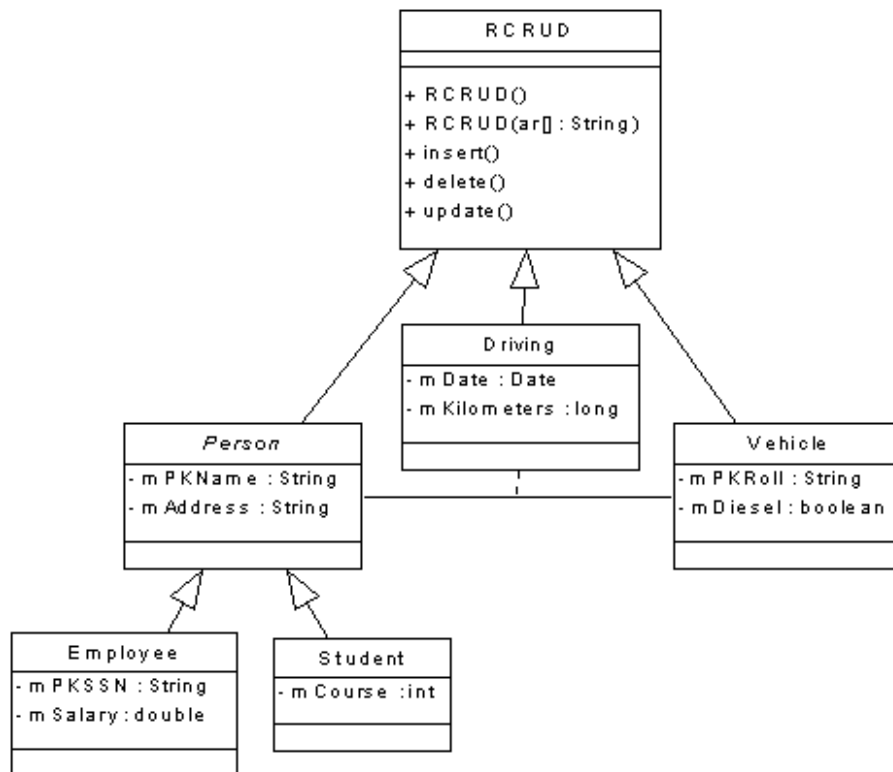 RCRUD
+ RCRUD()
+ RCRUD(ar[] : String)
+ insert()
+ delete()
+ update()
Driving
- mDate : Date
- mKilometers : long
Person
- mPKName : String
- mAddress : String
Vehicle
- mPKRoll : String
- mDiesel : boolean
Employee
- mPKSSN : String
- mSalary : double
Student
- mCourse : int